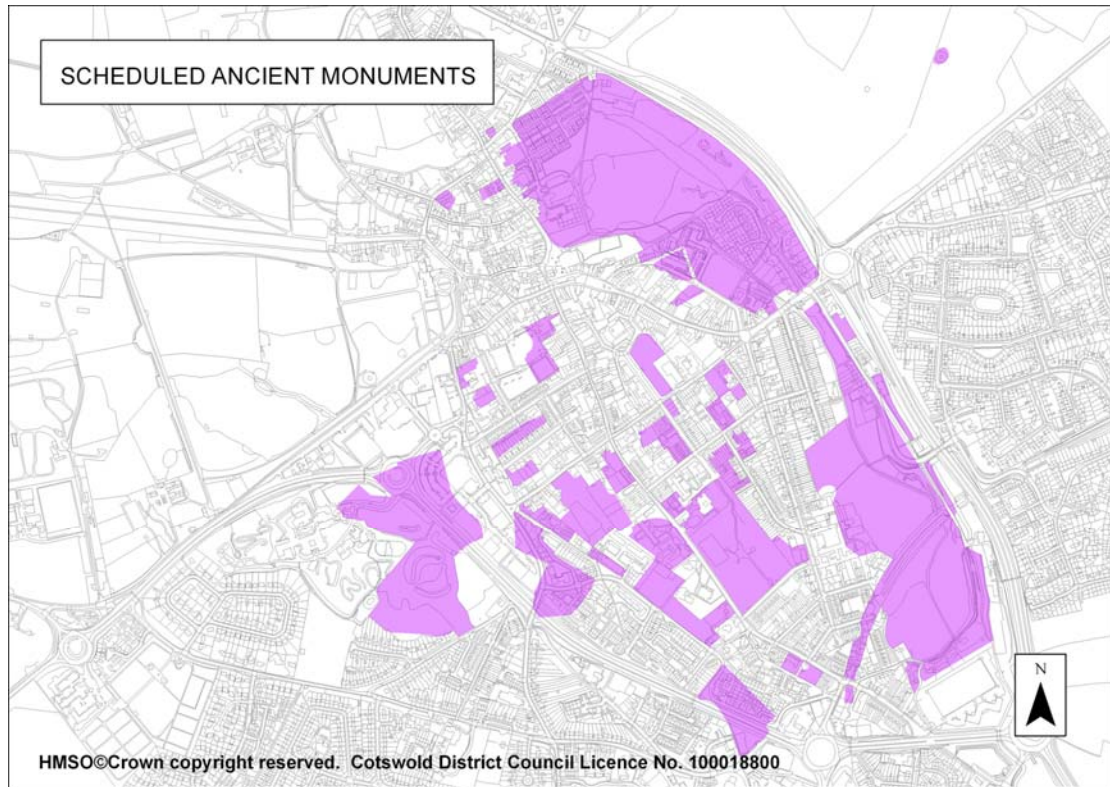 SCHEDULED ANCIENT MONUMENTS
N
HMSO©Crown copyright reserved. Cotswold District Council Licence No. 100018800